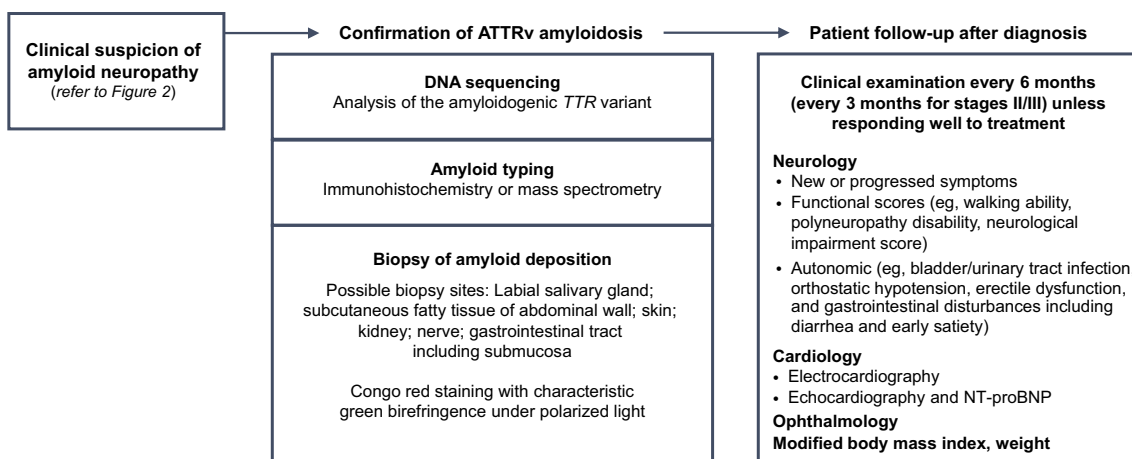 Clinical suspicion of
amyloid neuropathy
(refer to Figure 2)
Confirmation of ATTRv amyloidosis
DNA sequencing
Analysis of the amyloidogenic TTR variant
Amyloid typing
Immunohistochemistry or mass spectrometry
Biopsy of amyloid deposition
Possible biopsy sites: Labial salivary gland;
subcutaneous fatty tissue of abdominal wall; skin;
kidney; nerve; gastrointestinal tract
including submucosa
Congo red staining with characteristic
green birefringence under polarized light
Patient follow-up after diagnosis
Clinical examination every 6 months
(every 3 months for stages II/III) unless
responding well to treatment
Neurology
• New or progressed symptoms
• Functional scores (eg, walking ability,
polyneuropathy disability, neurological
impairment score)
• Autonomic (eg, bladder/urinary tract infection
orthostatic hypotension, erectile dysfunction,
and gastrointestinal disturbances including
diarrhea and early satiety)
Cardiology
• Electrocardiography
• Echocardiography and NT-proBNP
Ophthalmology
Modified body mass index, weight